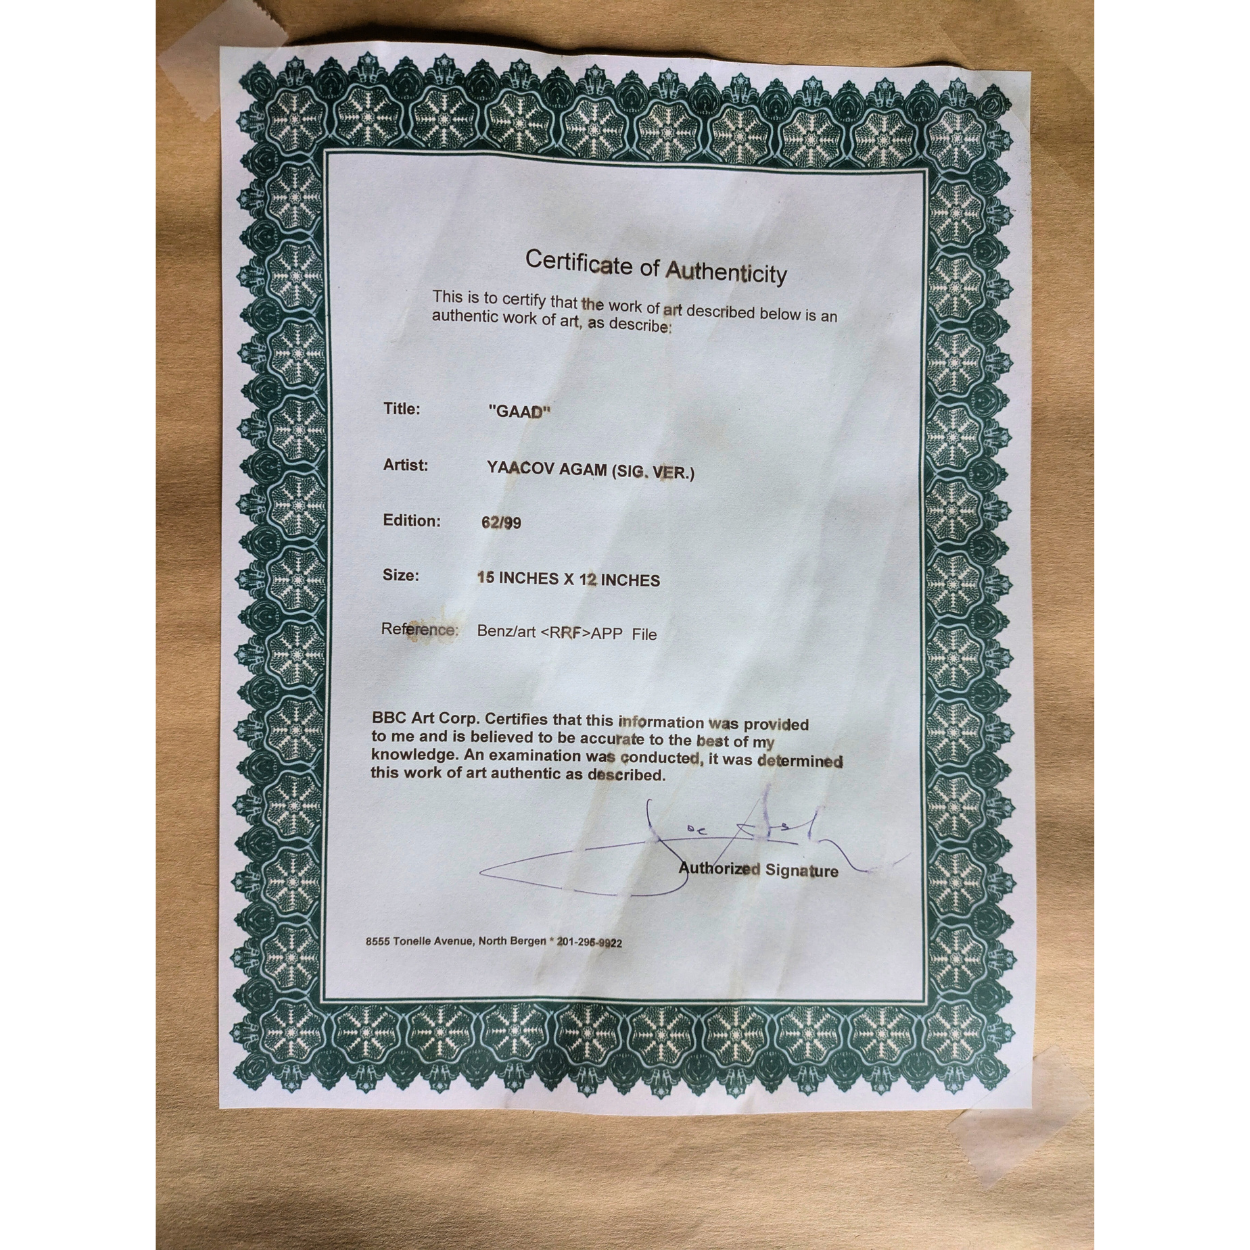 Certificate of Authenticity
This is to certify that the work of art described below is an
authentic work of art, as describe:
Title: "GAAD"
Artist: YAACOV AGAM (SIG. VER.)
Edition: 62/99
Size: 15 INCHES X 12 INCHES
Reference: Benz/art <RRF>APP File
BBC Art Corp. Certifies that this information was provided
to me and is believed to be accurate to the best of my
knowledge. An examination was conducted, it was determined
this work of art authentic as described.
Authorized Signature
8555 Tonelle Avenue, North Bergen * 201-295-9922